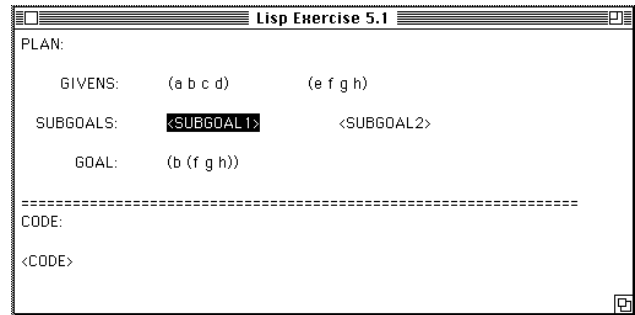 Lisp Exercise 5.1
PLAN:
GIVENS: (a b c d) (e f g h)
SUBGOALS: <SUBGOAL1> <SUBGOAL2>
GOAL: (b (f g h))
==============================================================
CODE:
<CODE>